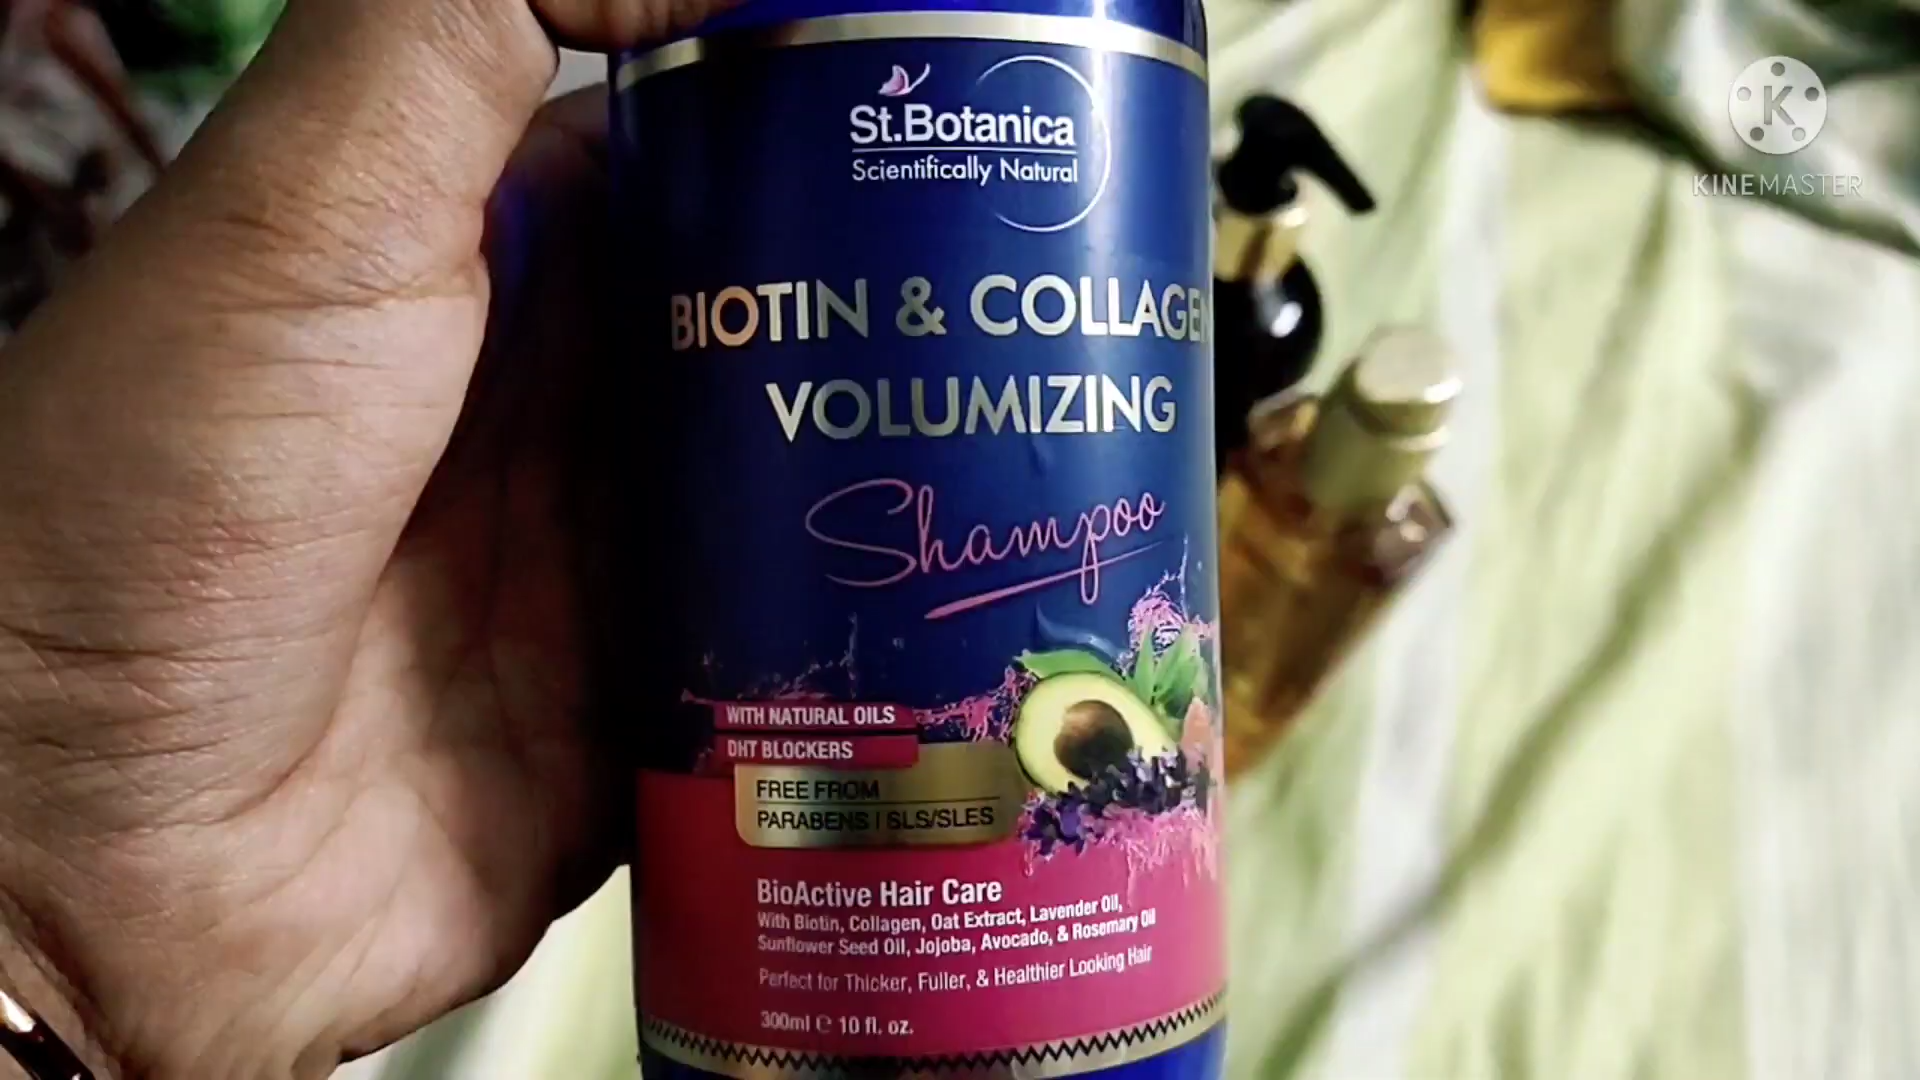 St.Botanica
Scientifically Natural
BIOTIN & COLLAGEN
VOLUMIZING
Shampoo
WITH NATURAL OILS
DHT BLOCKERS
FREE FROM
PARABENS | SLS/SLES
BioActive Hair Care
With Biotin, Collagen, Oat Extract, Lavender Oil,
Sunflower Seed Oil, Jojoba, Avocado, & Rosemary Oil
Perfect for Thicker, Fuller, & Healthier Looking Hair
300ml ℮ 10 fl. oz.
K
KINEMASTER